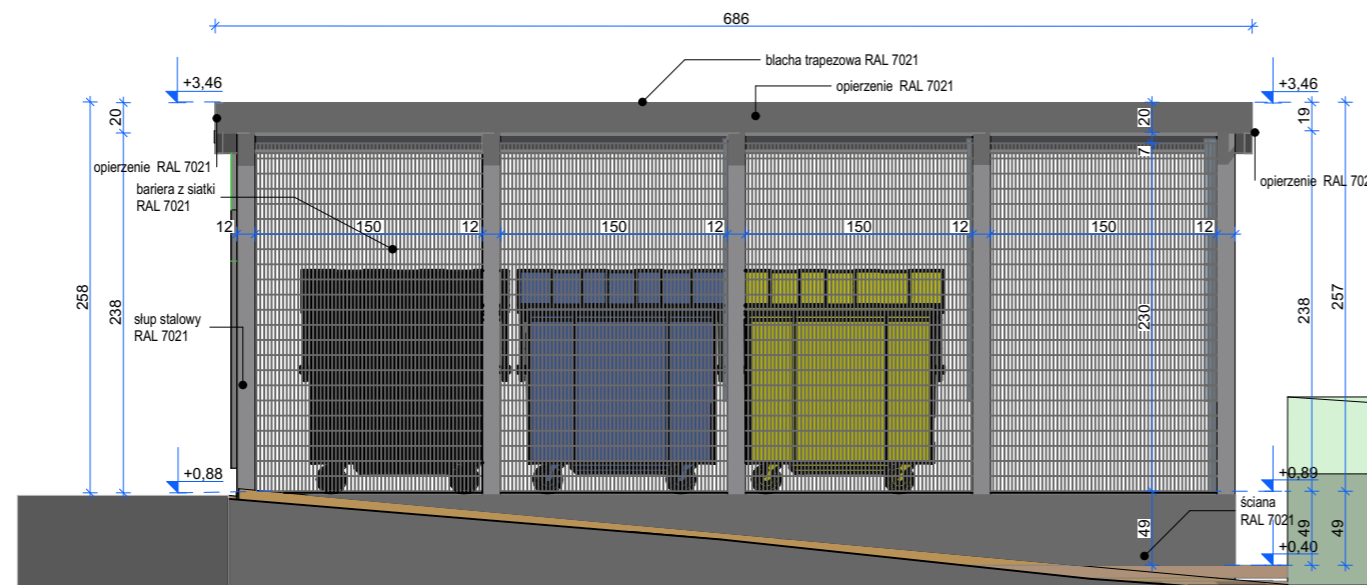 686
blacha trapezowa RAL 7021
opierzenie RAL 7021
+3,46
+3,46
20
20
19
7
opierzenie RAL 7021
opierzenie RAL 702
bariera z siatki
RAL 7021
12
150
12
150
12
150
12
150
12
258
238
230
238
257
słup stalowy
RAL 7021
+0,88
+0,89
ściana
RAL 7021
49
49
49
+0,40